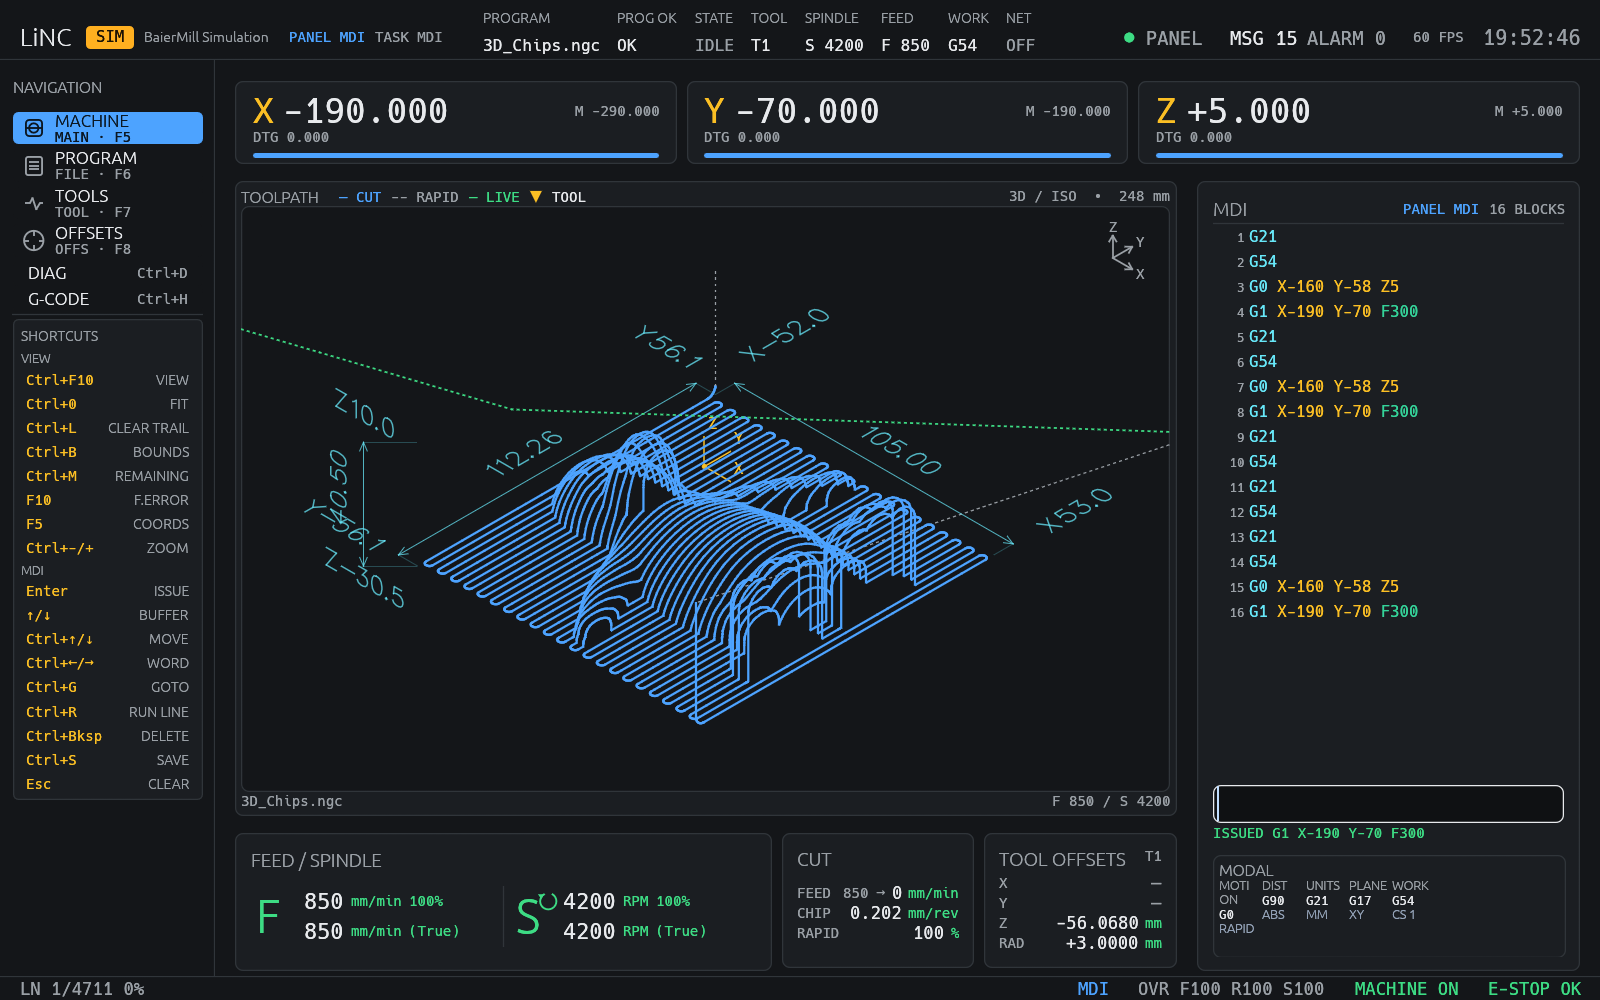 LiNC SIM BaierMill Simulation PANEL MDI TASK MDI
PROGRAM PROG OK STATE TOOL SPINDLE FEED WORK NET
3D_Chips.ngc OK IDLE T1 S 4200 F 850 G54 OFF
PANEL MSG 15 ALARM 0 60 FPS 19:52:46
NAVIGATION
MACHINE
MAIN · F5
PROGRAM
FILE · F6
TOOLS
TOOL · F7
OFFSETS
OFFS · F8
DIAG Ctrl+D
G-CODE Ctrl+H
SHORTCUTS
VIEW
Ctrl+F10 VIEW
Ctrl+0 FIT
Ctrl+L CLEAR TRAIL
Ctrl+B BOUNDS
Ctrl+M REMAINING
F10 F.ERROR
F5 COORDS
Ctrl+-/+ ZOOM
MDI
Enter ISSUE
↑/↓ BUFFER
Ctrl+↑/↓ MOVE
Ctrl+←/→ WORD
Ctrl+G GOTO
Ctrl+R RUN LINE
Ctrl+Bksp DELETE
Ctrl+S SAVE
Esc CLEAR
X -190.000 M -290.000
DTG 0.000
Y -70.000 M -190.000
DTG 0.000
Z +5.000 M +5.000
DTG 0.000
TOOLPATH — CUT -- RAPID — LIVE ▼ TOOL 3D / ISO • 248 mm
Z
Y
X
Y56.1
X-52.0
Z10.0
112.26
105.00
Z
Y
X
40.50
Y-56.1
Z-30.5
X53.0
3D_Chips.ngc F 850 / S 4200
MDI PANEL MDI 16 BLOCKS
1 G21
2 G54
3 G0 X-160 Y-58 Z5
4 G1 X-190 Y-70 F300
5 G21
6 G54
7 G0 X-160 Y-58 Z5
8 G1 X-190 Y-70 F300
9 G21
10 G54
11 G21
12 G54
13 G21
14 G54
15 G0 X-160 Y-58 Z5
16 G1 X-190 Y-70 F300
ISSUED G1 X-190 Y-70 F300
MODAL
MOTI DIST UNITS PLANE WORK
ON G90 G21 G17 G54
G0 ABS MM XY CS 1
RAPID
FEED / SPINDLE
F 850 mm/min 100%
850 mm/min (True)
S 4200 RPM 100%
4200 RPM (True)
CUT
FEED 850 → 0 mm/min
CHIP 0.202 mm/rev
RAPID 100 %
TOOL OFFSETS T1
X —
Y —
Z -56.0680 mm
RAD +3.0000 mm
LN 1/4711 0% MDI OVR F100 R100 S100 MACHINE ON E-STOP OK